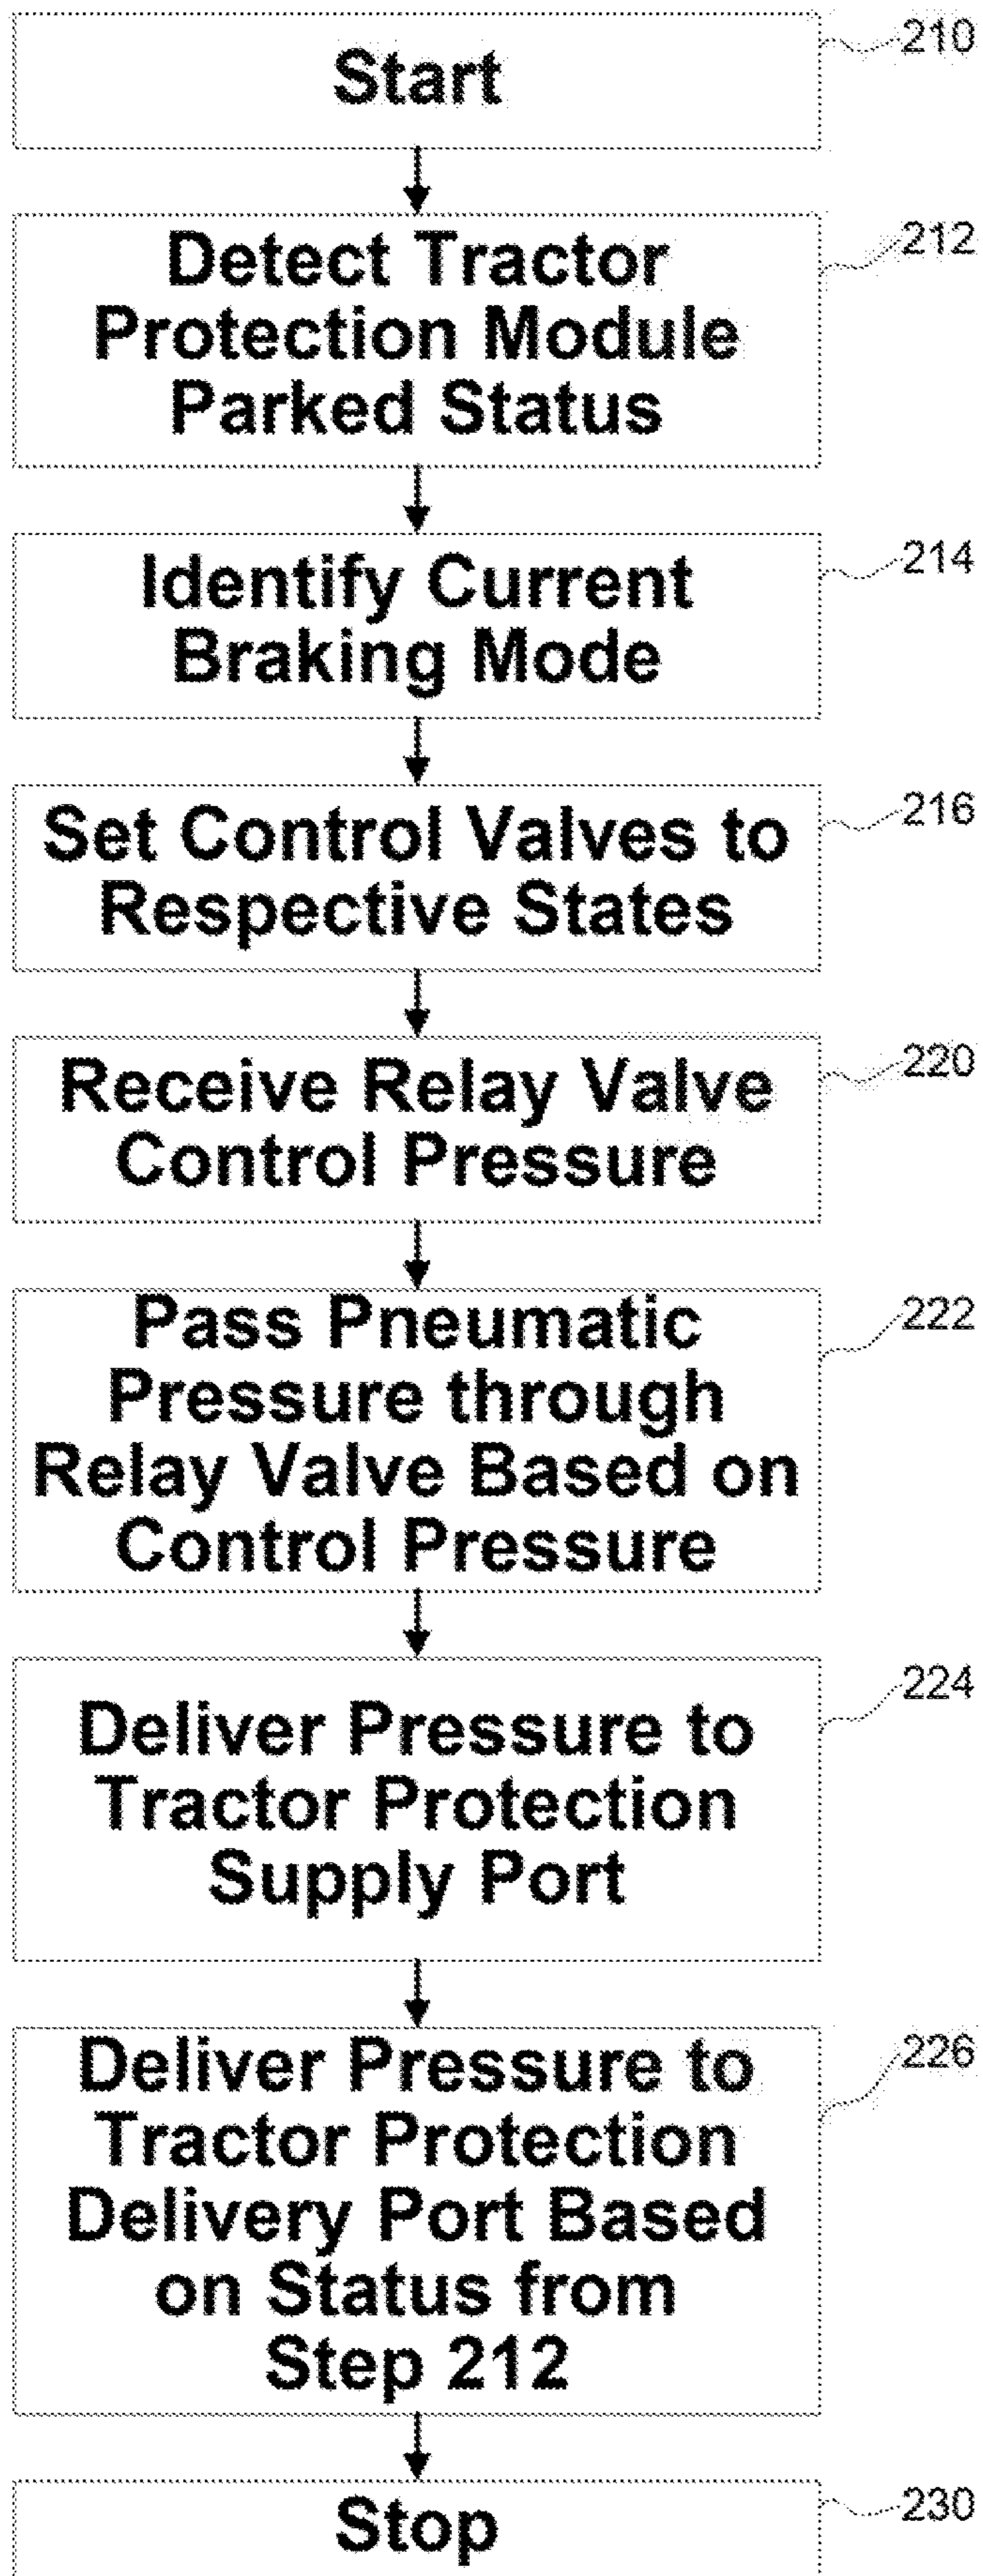 Start
210
Detect Tractor
Protection Module
Parked Status
212
Identify Current
Braking Mode
214
Set Control Valves to
Respective States
216
Receive Relay Valve
Control Pressure
220
Pass Pneumatic
Pressure through
Relay Valve Based on
Control Pressure
222
Deliver Pressure to
Tractor Protection
Supply Port
224
Deliver Pressure to
Tractor Protection
Delivery Port Based
on Status from
Step 212
226
Stop
230